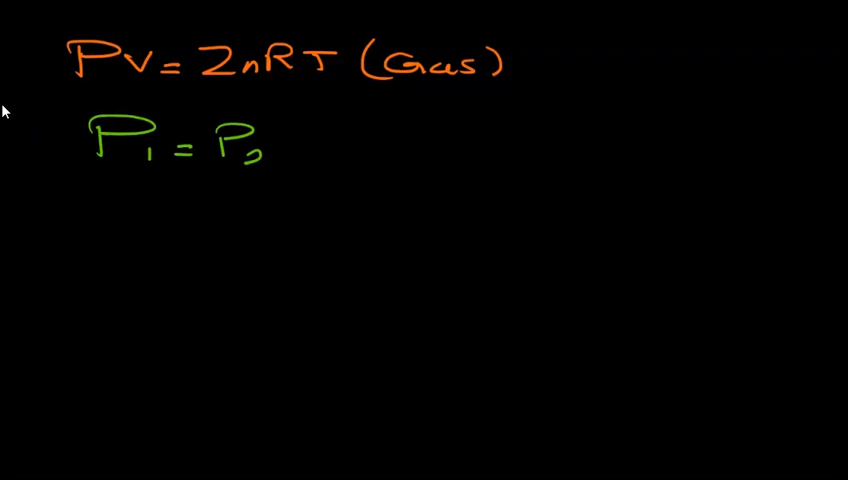 PV = ZnRT (Gas)
P₁ = P₂